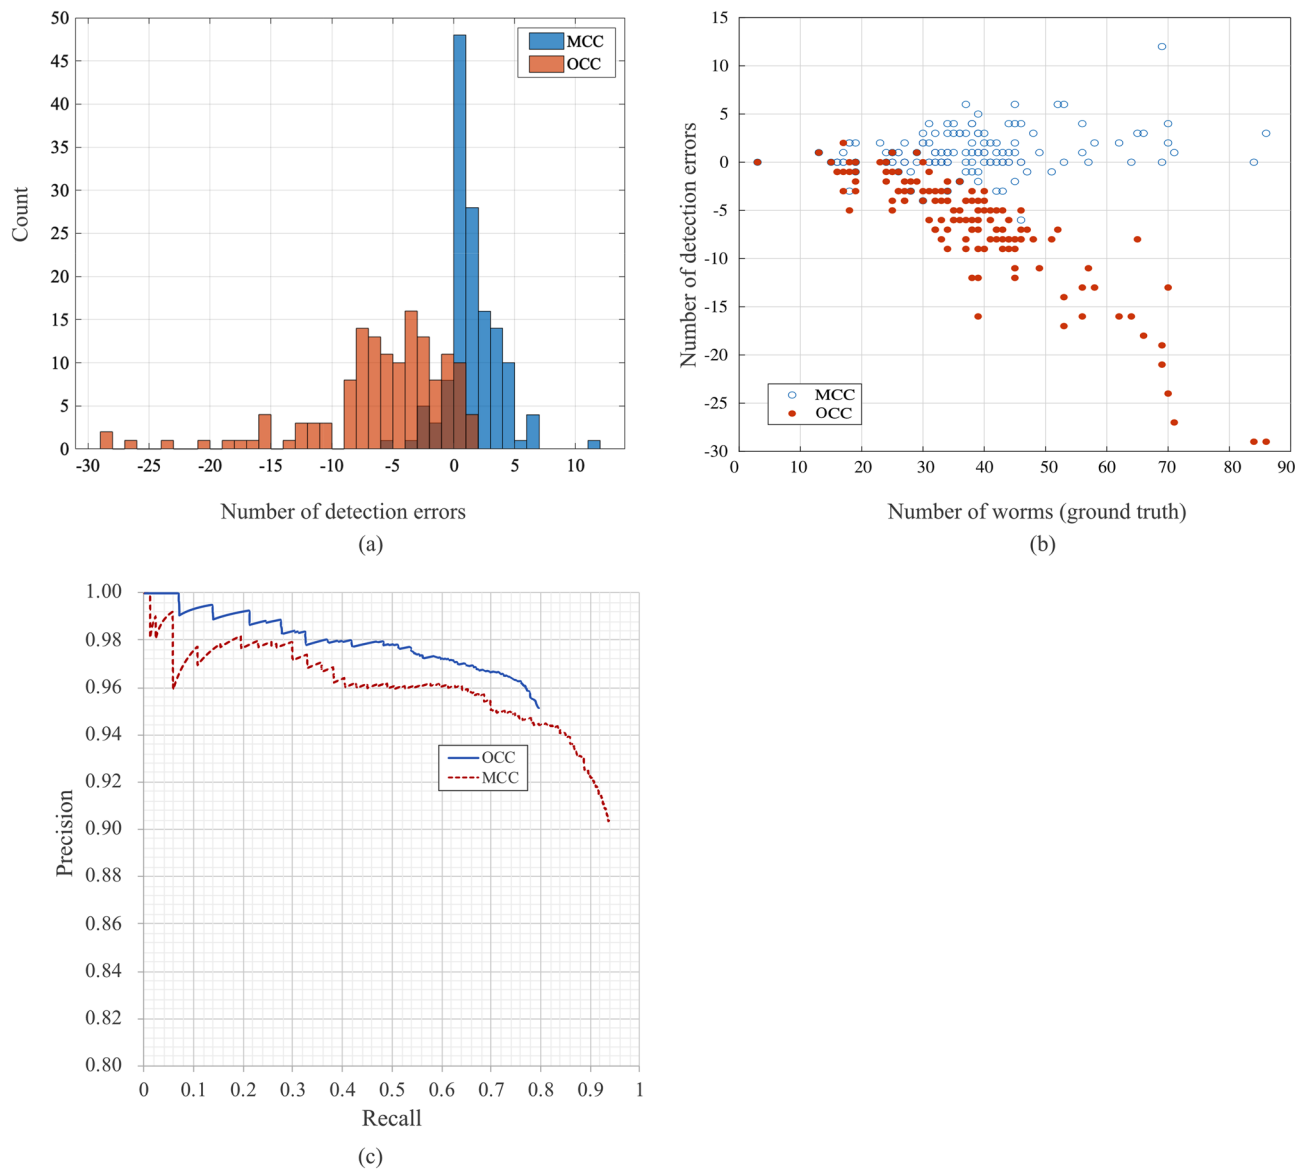 50
45
40
35
30
25
20
15
10
5
0
Count
MCC
OCC
-30 -25 -20 -15 -10 -5 0 5 10
Number of detection errors
(a)
15
10
5
0
-5
-10
-15
-20
-25
-30
Number of detection errors
MCC
OCC
0 10 20 30 40 50 60 70 80 90
Number of worms (ground truth)
(b)
1.00
0.98
0.96
0.94
0.92
0.90
0.88
0.86
0.84
0.82
0.80
Precision
OCC
MCC
0 0.1 0.2 0.3 0.4 0.5 0.6 0.7 0.8 0.9 1
Recall
(c)